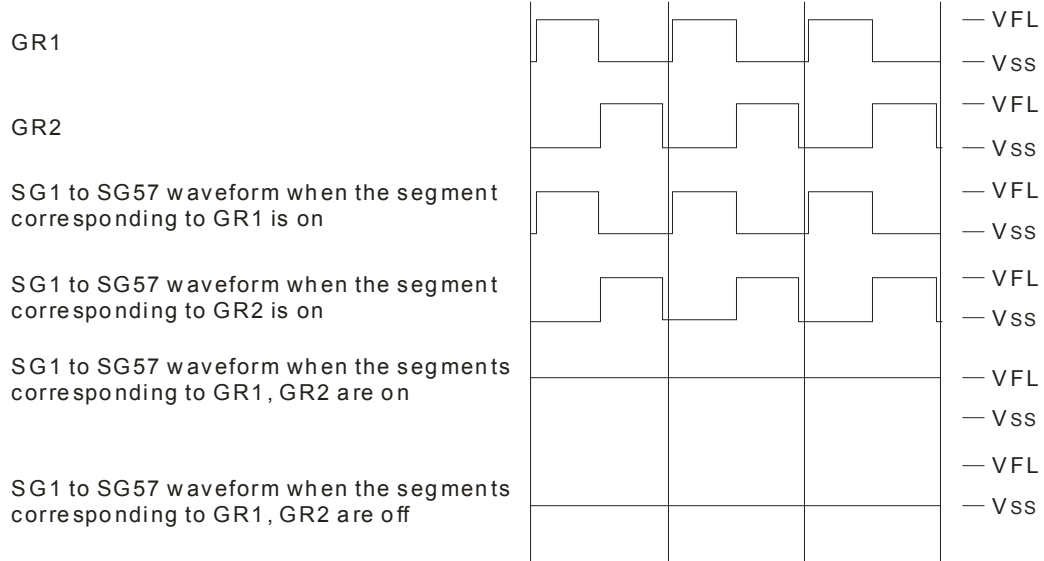 GR1
VFL
Vss
GR2
VFL
Vss
SG1 to SG57 waveform when the segment
corresponding to GR1 is on
VFL
Vss
SG1 to SG57 waveform when the segment
corresponding to GR2 is on
VFL
Vss
SG1 to SG57 waveform when the segments
corresponding to GR1, GR2 are on
VFL
Vss
SG1 to SG57 waveform when the segments
corresponding to GR1, GR2 are off
VFL
Vss